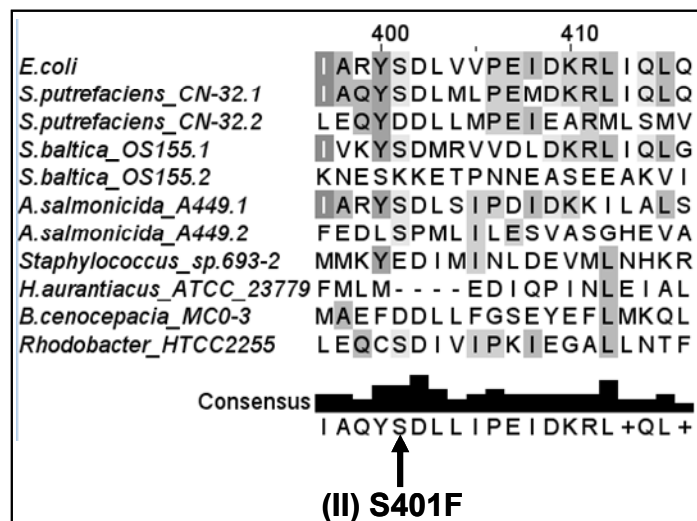 400 410
E.coli IARYSDLVVPEIDKRLIQLQ
S.putrefaciens_CN-32.1 IAQYSDLMLPEMDKRLIQLQ
S.putrefaciens_CN-32.2 LEQYDDLLMPEIEARMLSMV
S.baltica_OS155.1 IVKYSDMRVVDLDKRLIQLG
S.baltica_OS155.2 KNESKKETPNNEASEEAKVI
A.salmonicida_A449.1 IARYSDLSIPDIDKKILALS
A.salmonicida_A449.2 FEDLSPMLILESVASGHEVA
Staphylococcus_sp.693-2 MMKYEDIMINLDEVMLNHKR
H.aurantiacus_ATCC_23779 FMLM----EDIQPINLEIAL
B.cenocepacia_MC0-3 MAEFDDLLFGSEYEFLMKQL
Rhodobacter_HTCC2255 LEQCSDIVIPKIEGALLNTF
Consensus
IAQYSDLLIPEIDKRL+QL+
(II) S401F